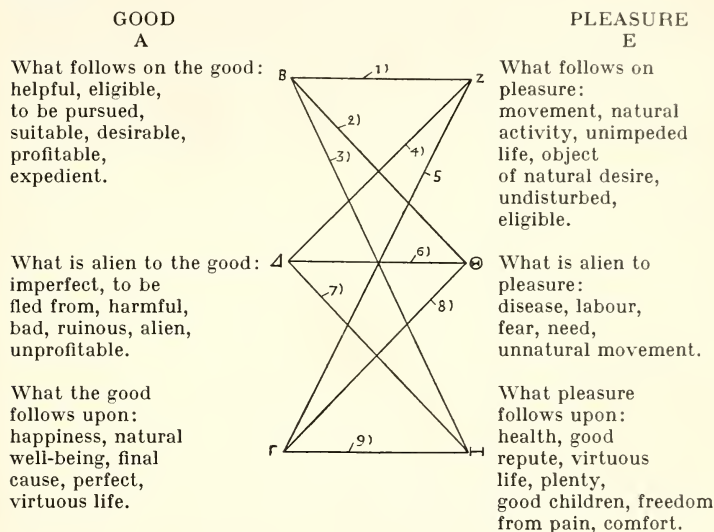 GOOD
A
What follows on the good:
helpful, eligible,
to be pursued,
suitable, desirable,
profitable,
expedient.
What is alien to the good:
imperfect, to be
fled from, harmful,
bad, ruinous, alien,
unprofitable.
What the good
follows upon:
happiness, natural
well-being, final
cause, perfect,
virtuous life.
B
1)
Z
2)
3)
4)
5
Δ
6)
Θ
7)
8)
Γ
9)
H
PLEASURE
E
What follows on
pleasure:
movement, natural
activity, unimpeded
life, object
of natural desire,
undisturbed,
eligible.
What is alien to
pleasure:
disease, labour,
fear, need,
unnatural movement.
What pleasure
follows upon:
health, good
repute, virtuous
life, plenty,
good children, freedom
from pain, comfort.